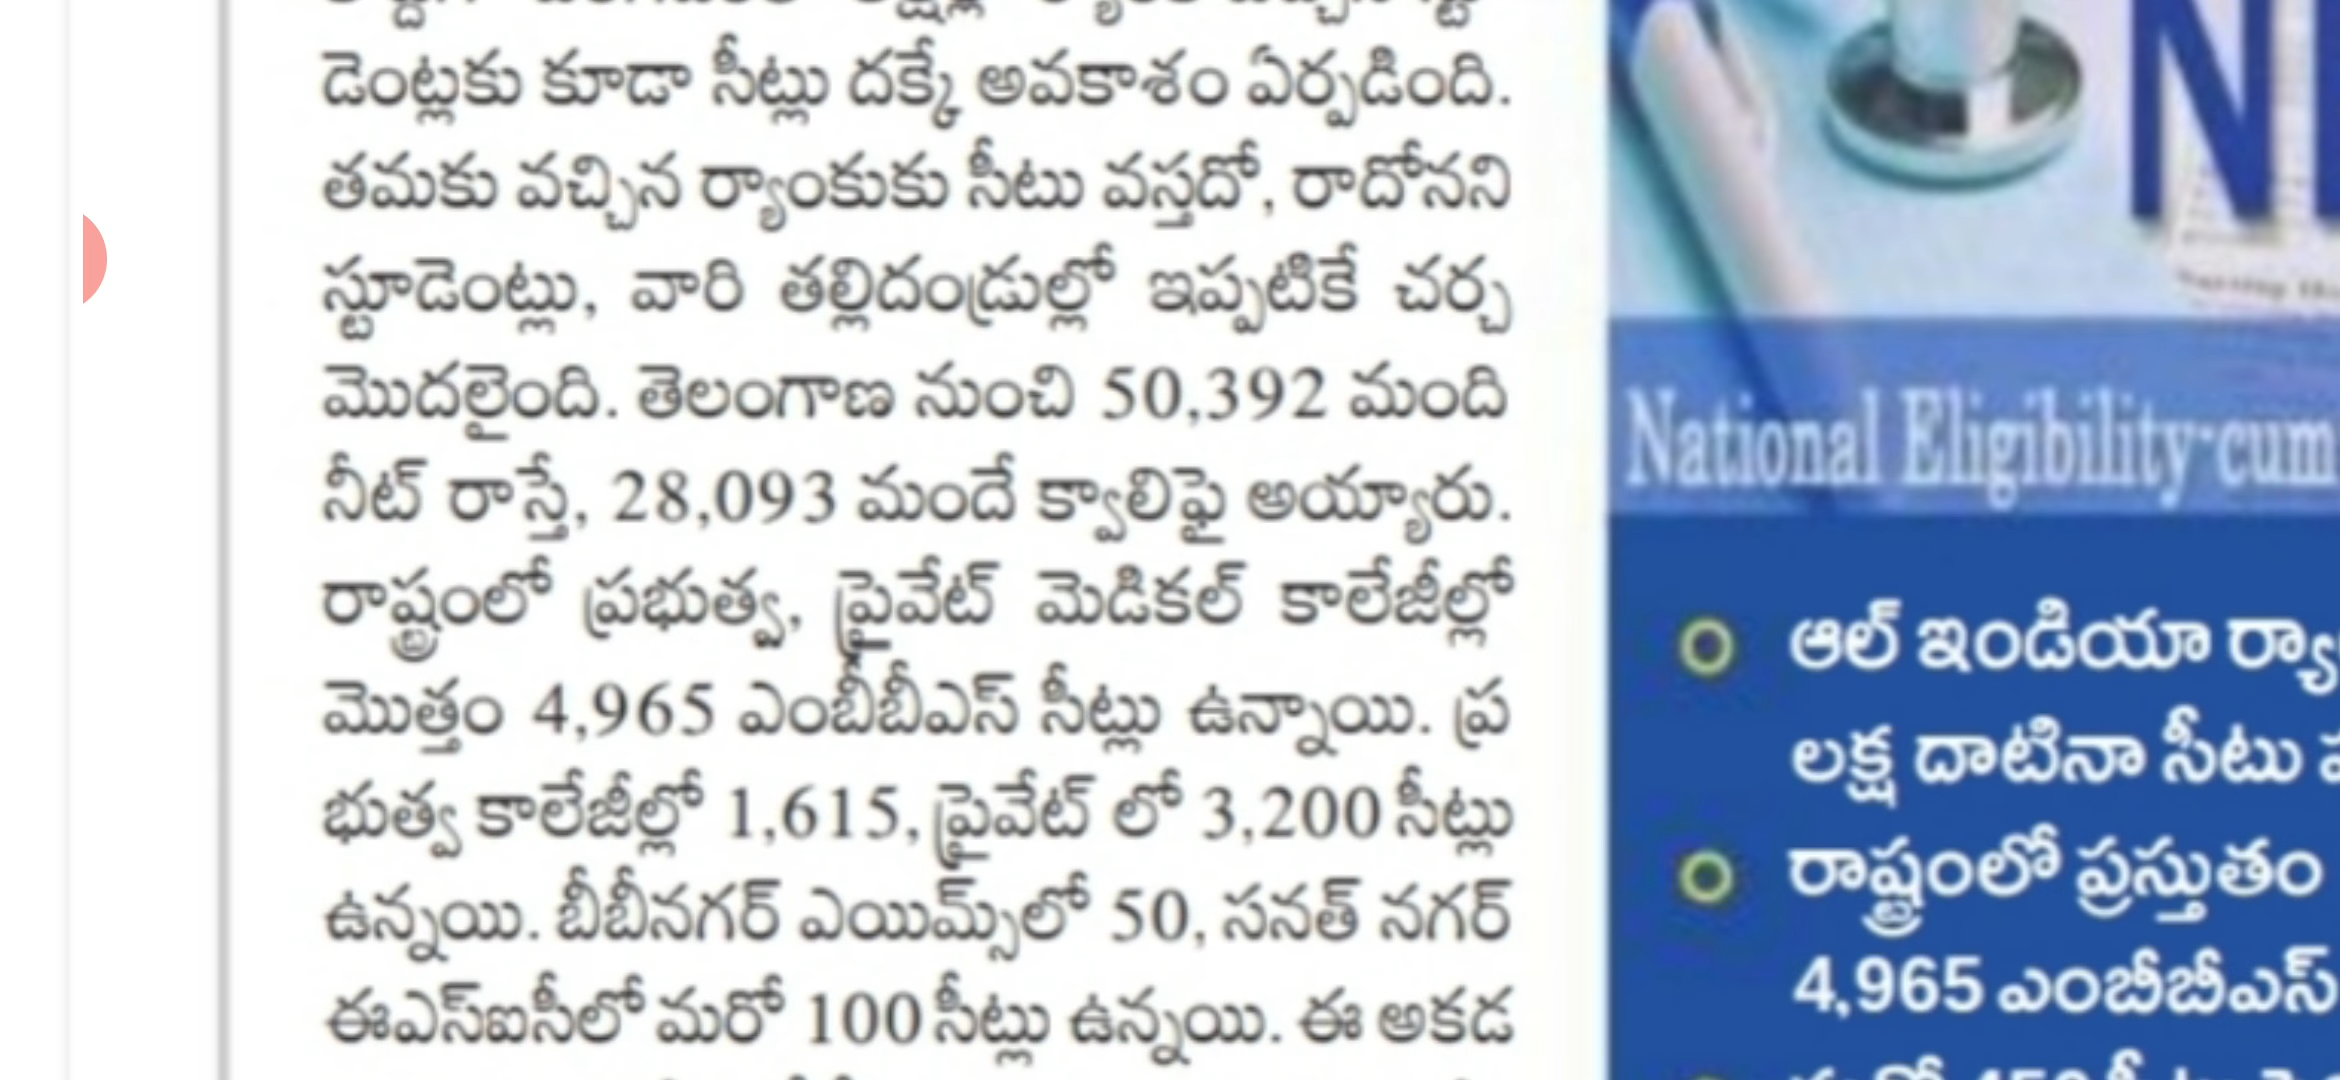 డెంట్లకు కూడా సీట్లు దక్కే అవకాశం ఏర్పడింది.
తమకు వచ్చిన ర్యాంకుకు సీటు వస్తదో, రాదోనని
స్టూడెంట్లు, వారి తల్లిదండ్రుల్లో ఇప్పటికే చర్చ
మొదలైంది. తెలంగాణ నుంచి 50,392 మంది
నీట్ రాస్తే, 28,093 మందే క్వాలిఫై అయ్యారు.
రాష్ట్రంలో ప్రభుత్వ, ప్రైవేట్ మెడికల్ కాలేజీల్లో
మొత్తం 4,965 ఎంబీబీఎస్ సీట్లు ఉన్నాయి. ప్ర
భుత్వ కాలేజీల్లో 1,615, ప్రైవేట్ లో 3,200 సీట్లు
ఉన్నయి. బీబీనగర్ ఎయిమ్స్‌లో 50, సనత్ నగర్
ఈఎస్ఐసీలో మరో 100 సీట్లు ఉన్నయి. ఈ అకడ
National Eligibility-cum
ఆల్ ఇండియా
లక్ష దాటినా సీటు
రాష్ట్రంలో ప్రస్తుతం
4,965 ఎంబీబీఎస్